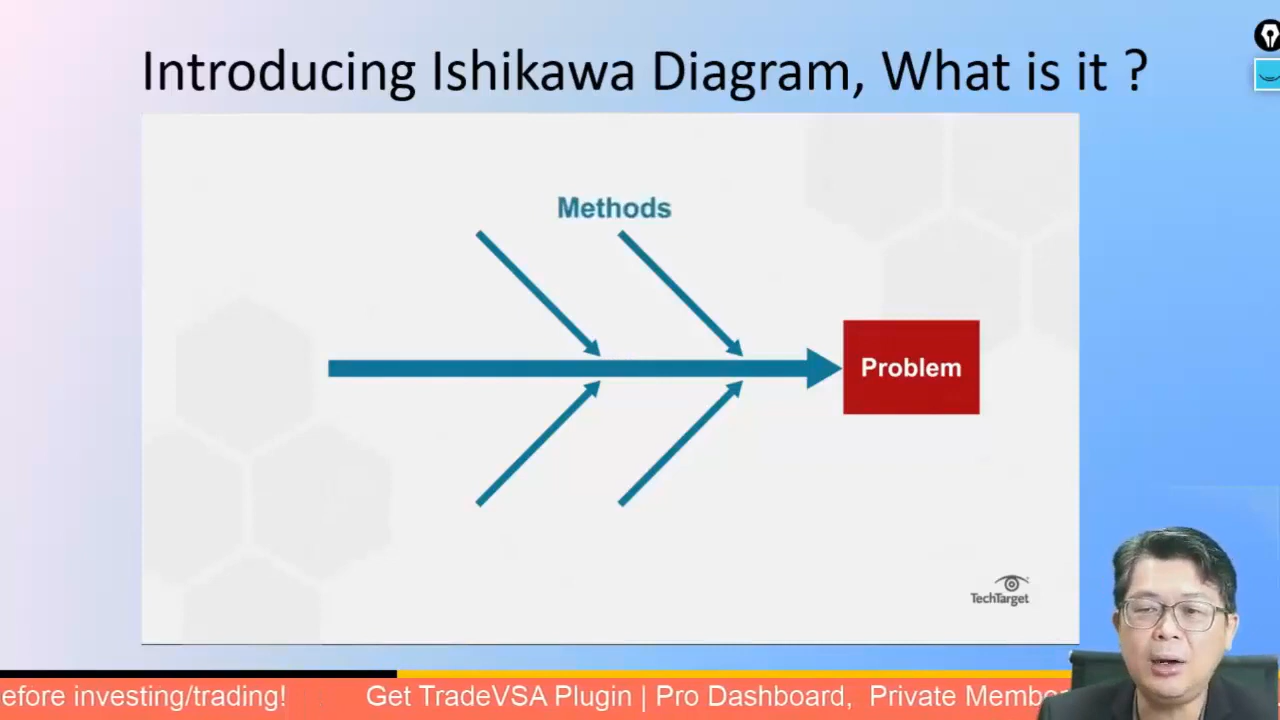 Introducing Ishikawa Diagram, What is it ?
Methods
Problem
TechTarget
efore investing/trading! Get TradeVSA Plugin | Pro Dashboard, Private Membe